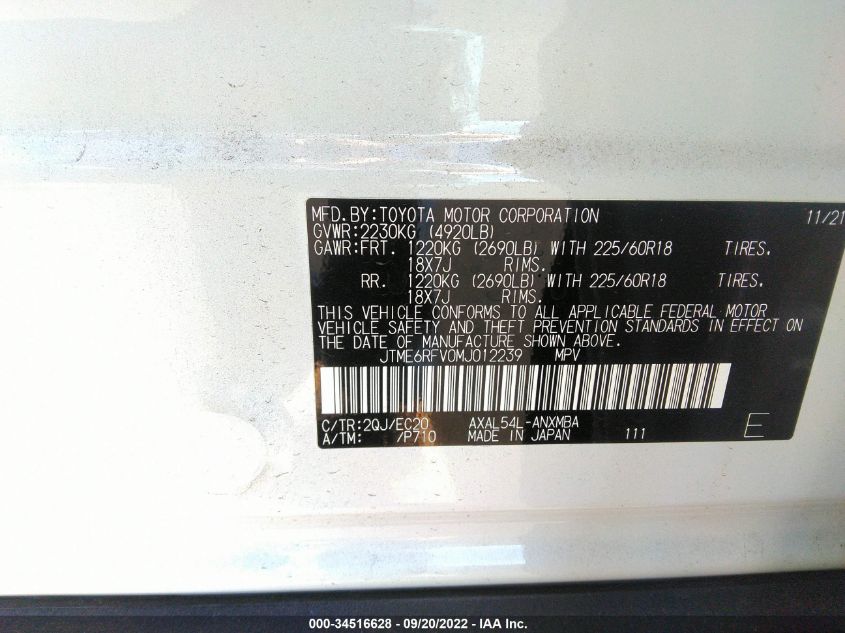 MFD.BY:TOYOTA MOTOR CORPORATION 11/21
GVWR:2230KG (4920LB)
GAWR:FRT. 1220KG (2690LB) WITH 225/60R18 TIRES.
18X7J RIMS.
RR. 1220KG (2690LB) WITH 225/60R18 TIRES.
18X7J RIMS.
THIS VEHICLE CONFORMS TO ALL APPLICABLE FEDERAL MOTOR
VEHICLE SAFETY AND THEFT PREVENTION STANDARDS IN EFFECT ON
THE DATE OF MANUFACTURE SHOWN ABOVE.
JTME6RFV0MJ012239 MPV
C/TR:2QJ/EC20 AXAL54L-ANXMBA
A/TM: /P710 MADE IN JAPAN 111 E
000-34516628 - 09/20/2022 - IAA Inc.